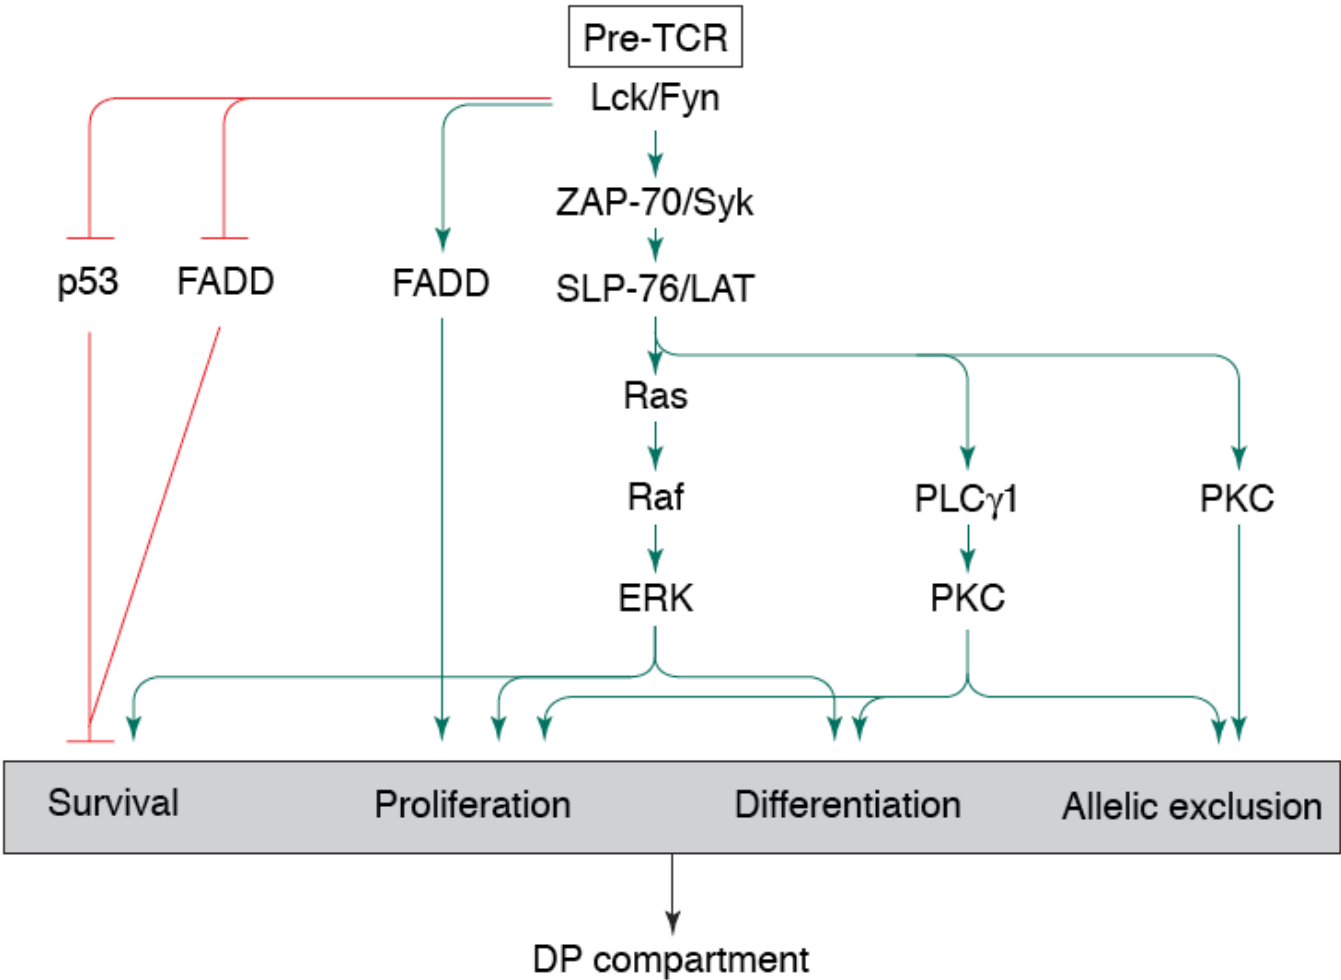 Pre-TCR
Lck/Fyn
ZAP-70/Syk
p53 FADD FADD SLP-76/LAT
Ras
Raf PLCγ1 PKC
ERK PKC
Survival Proliferation Differentiation Allelic exclusion
DP compartment